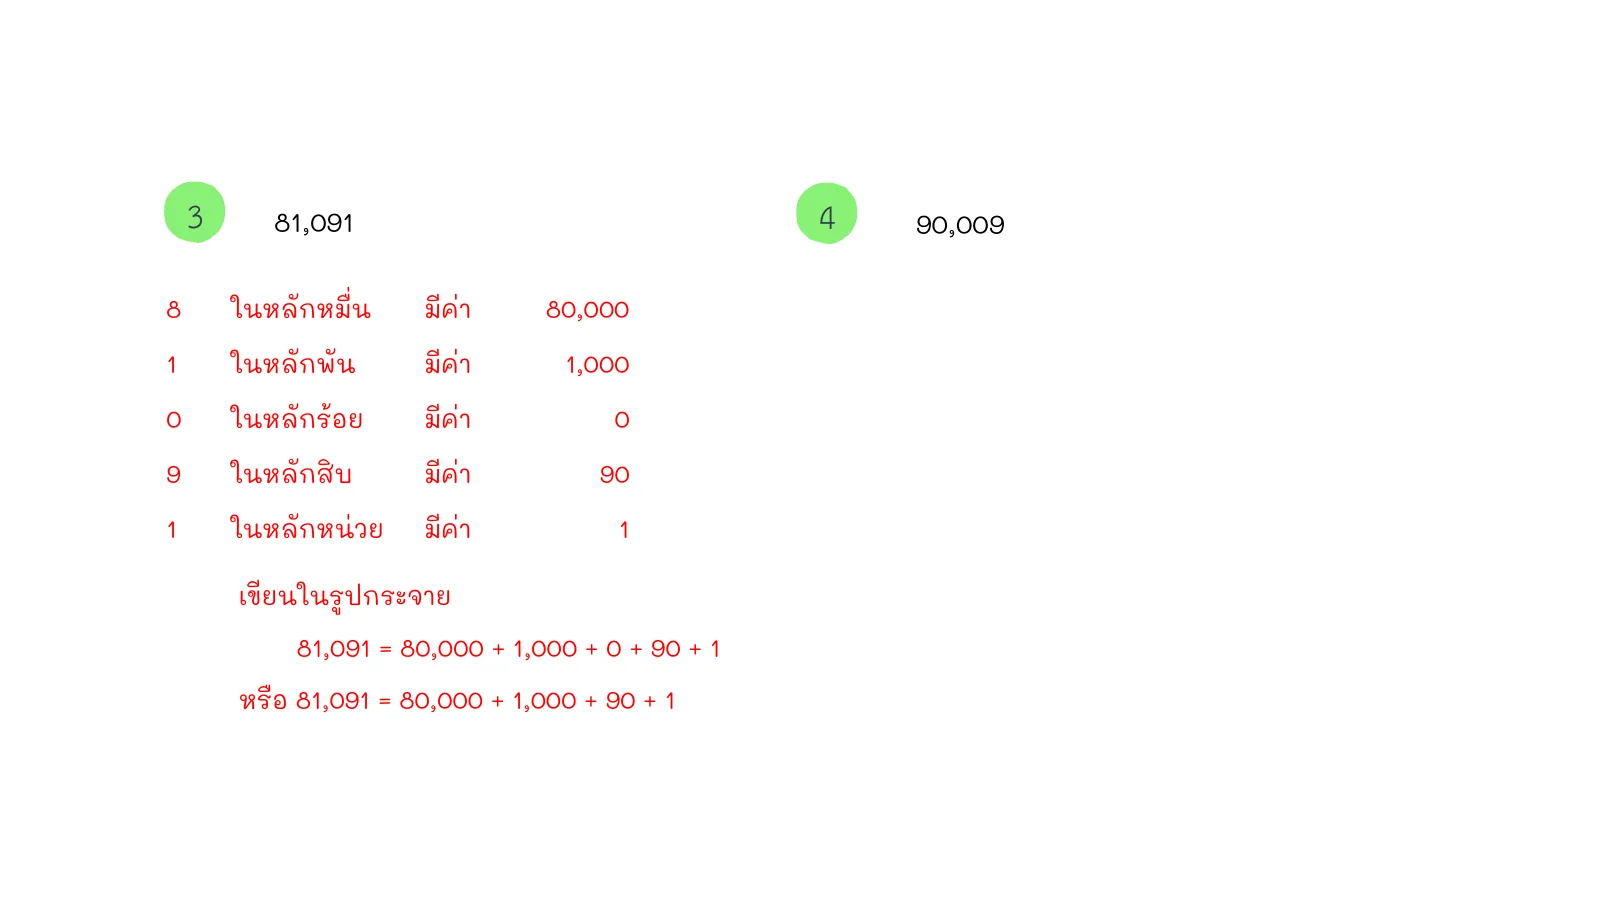 3 81,091
8 ในหลักหมื่น มีค่า 80,000
1 ในหลักพัน มีค่า 1,000
0 ในหลักร้อย มีค่า 0
9 ในหลักสิบ มีค่า 90
1 ในหลักหน่วย มีค่า 1
เขียนในรูปกระจาย
81,091 = 80,000 + 1,000 + 0 + 90 + 1
หรือ 81,091 = 80,000 + 1,000 + 90 + 1
4 90,009